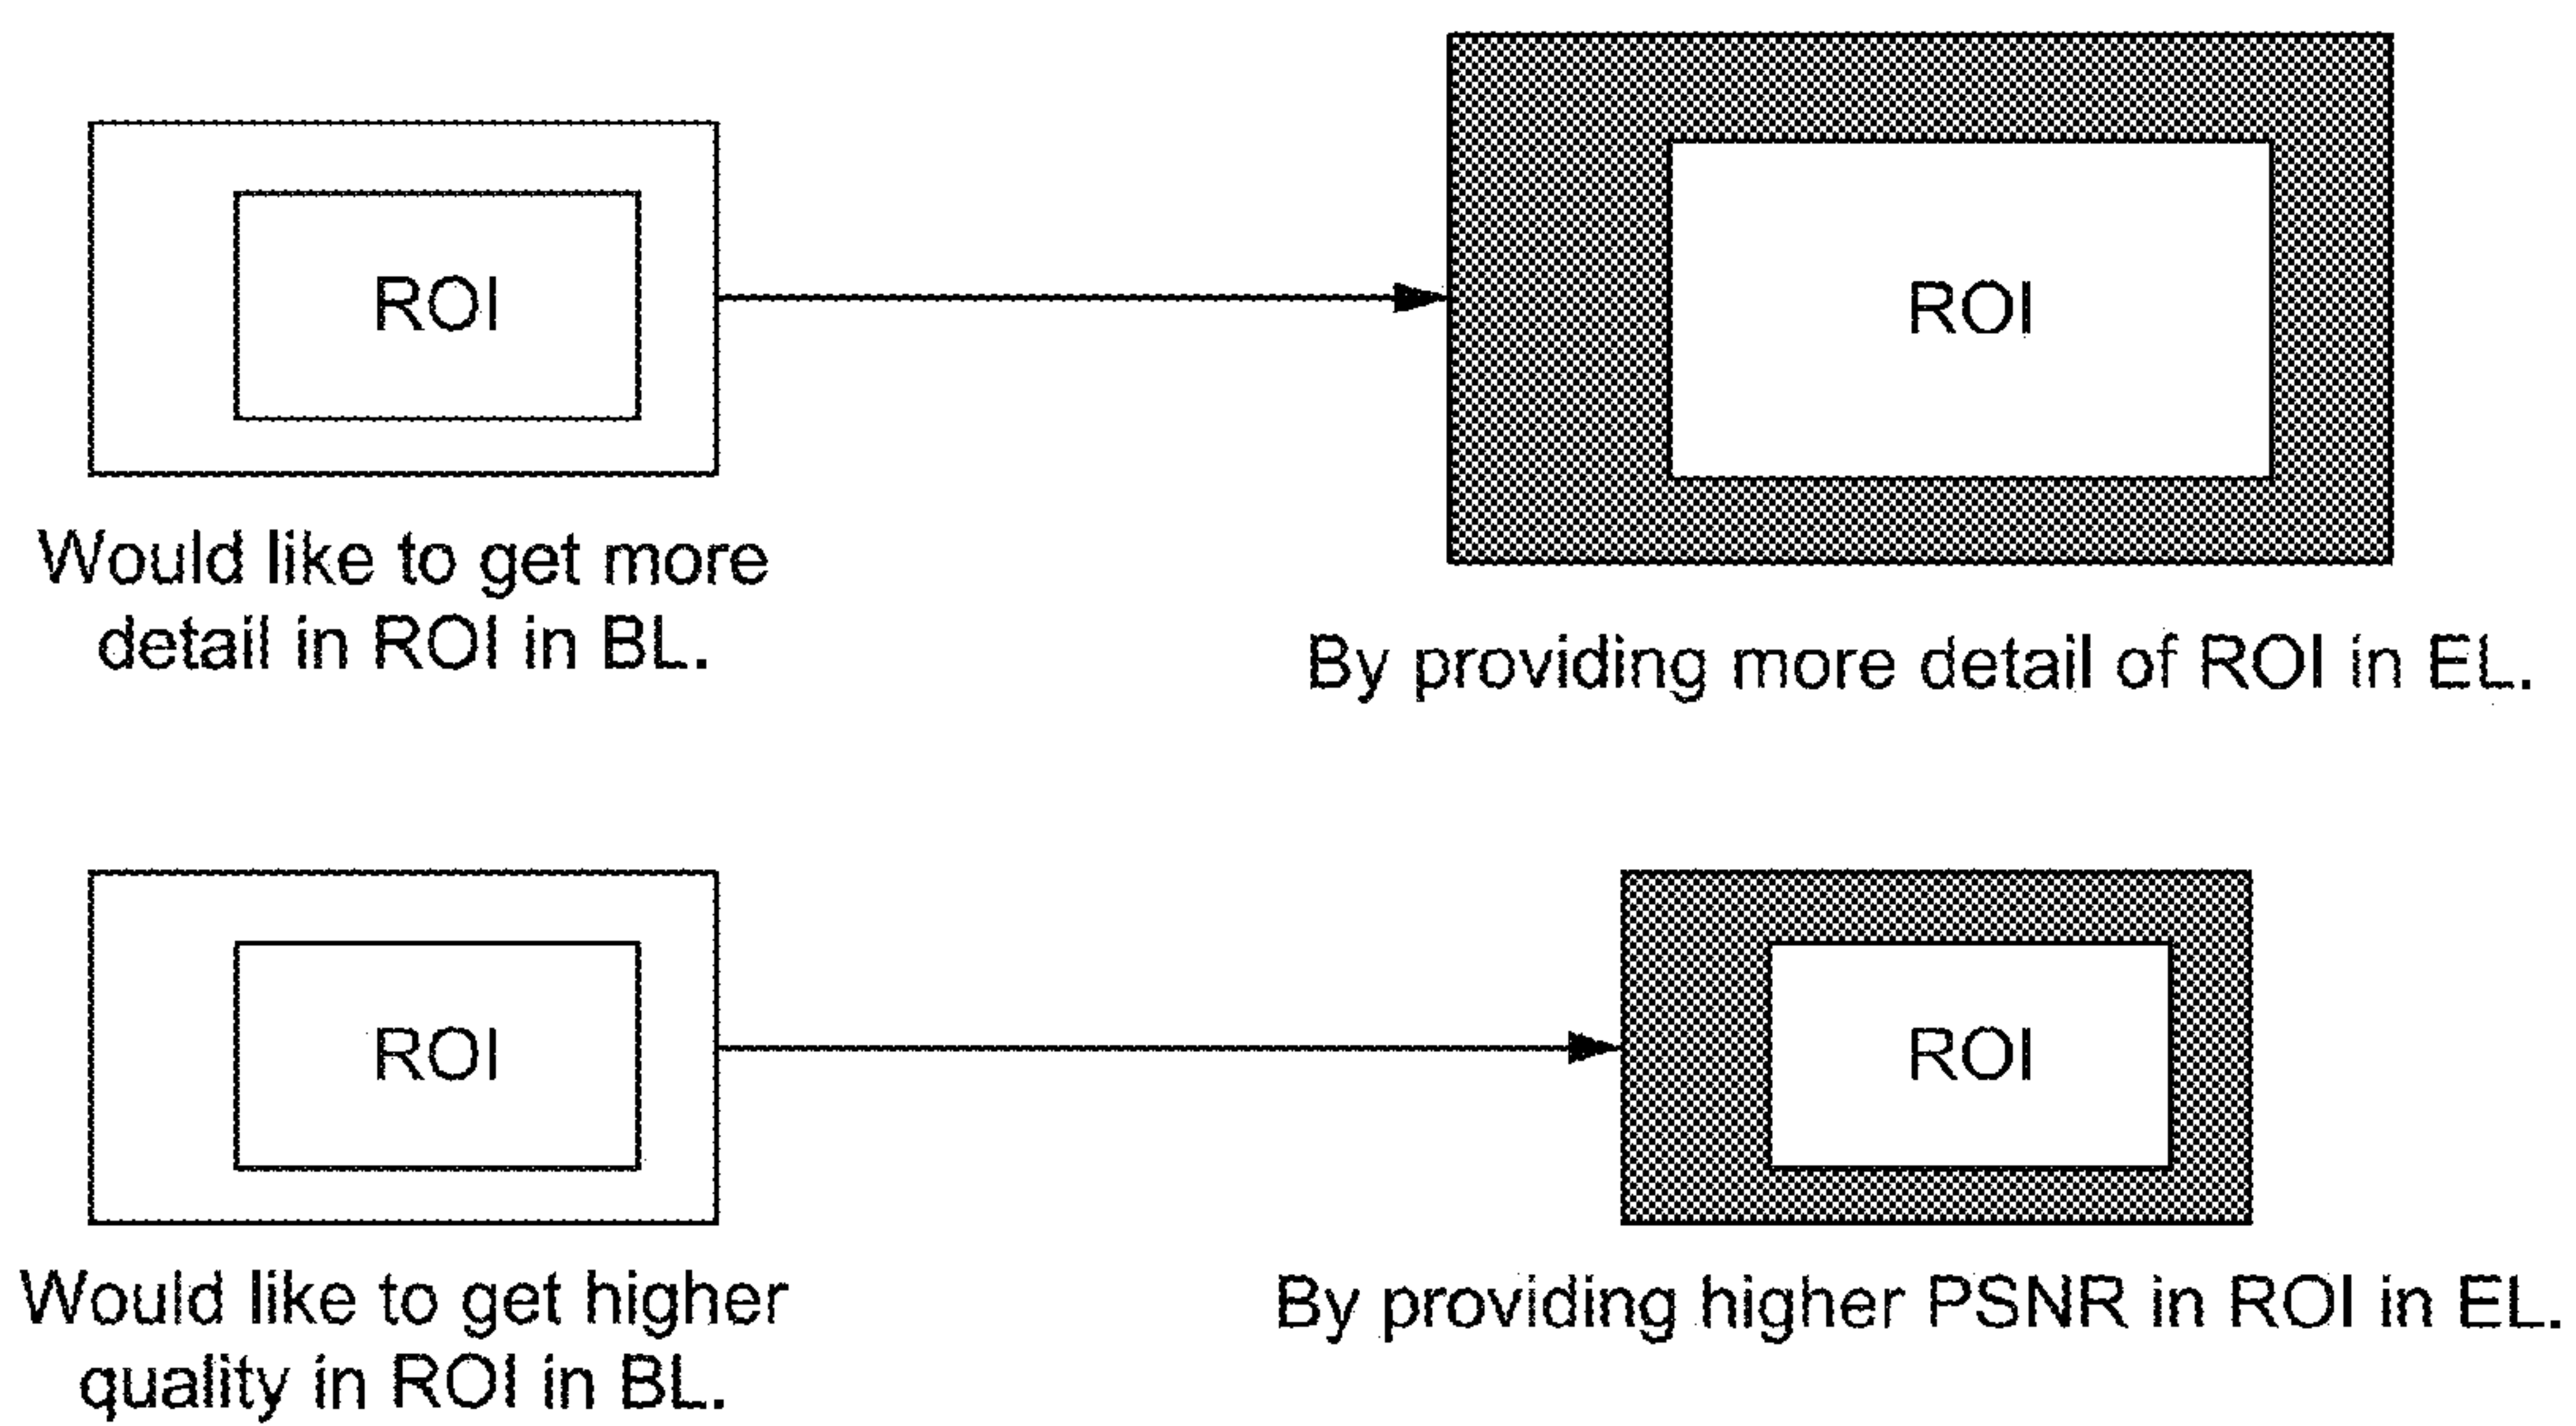 ROI
ROI
Would like to get more
detail in ROI in BL.
By providing more detail of ROI in EL.
ROI
ROI
Would like to get higher
quality in ROI in BL.
By providing higher PSNR in ROI in EL.